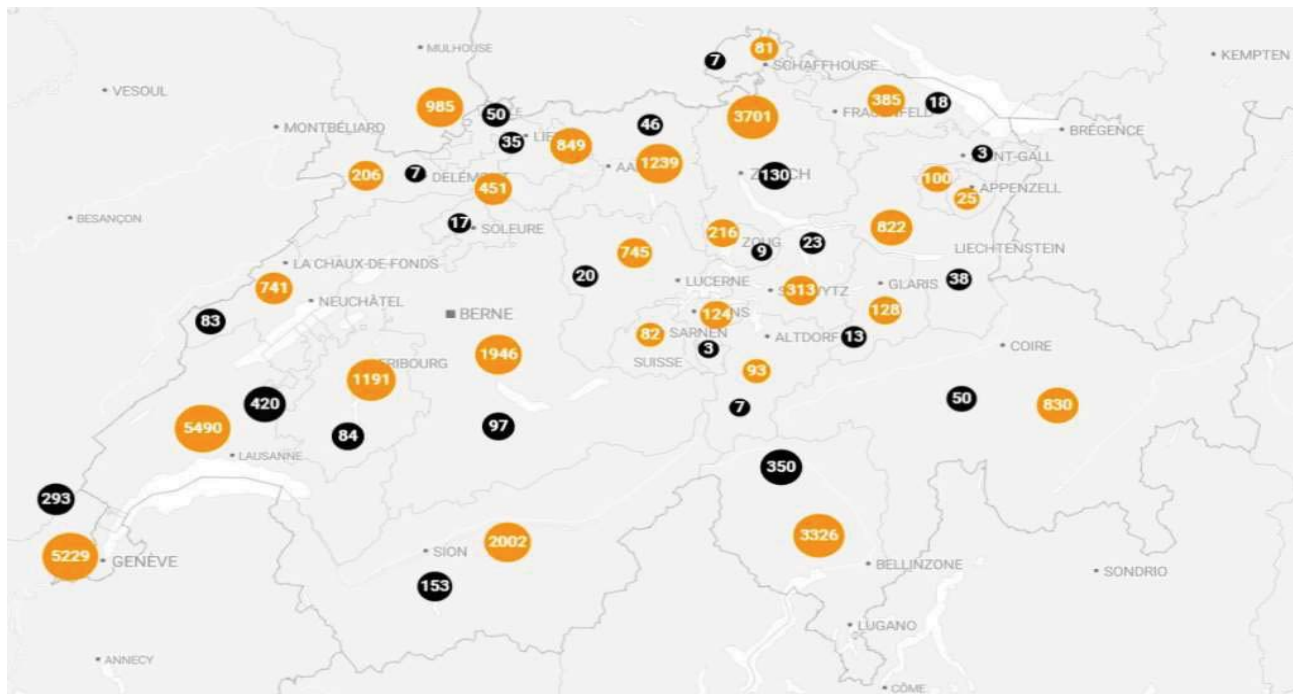 MULHOUSE
7
81
SCHAFFHOUSE
KEMPTEN
VESOUL
985
50
3701
385
18
FRAUENFELD
MONTBÉLIARD
35
849
46
BRÉGENCE
3
1239
206
7
DELÉMONT
451
130
100
25
APPENZELL
BESANÇON
17
SOLEURE
216
ZOUG
9
23
822
745
LIECHTENSTEIN
LA CHAUX-DE-FONDS
20
LUCERNE
38
741
NEUCHÂTEL
313
GLARIS
83
BERNE
124
128
82
SARNEN
ALTDORF
13
3
SUISSE
COIRE
1946
FRIBOURG
1191
93
420
7
50
830
5490
84
97
LAUSANNE
350
293
2002
3326
5229
GENÈVE
SION
153
BELLINZONE
SONDRIO
LUGANO
ANNECY
CÔME